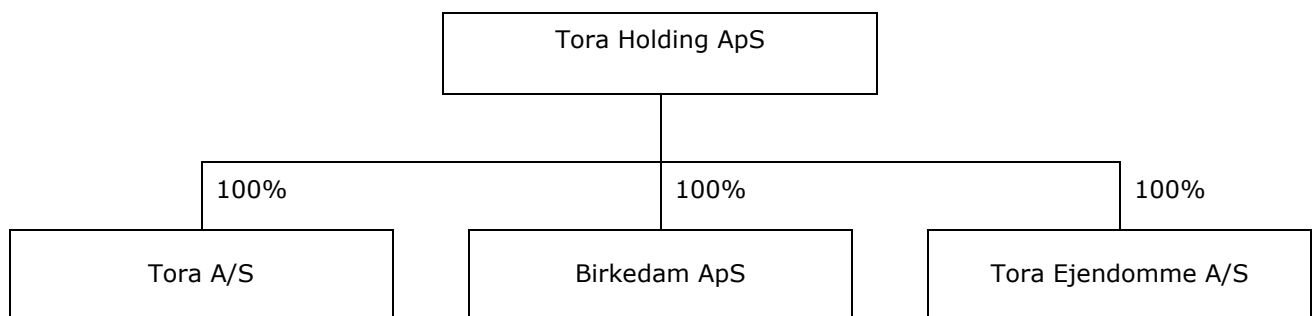 Tora Holding ApS
100%
100%
100%
Tora A/S
Birkedam ApS
Tora Ejendomme A/S